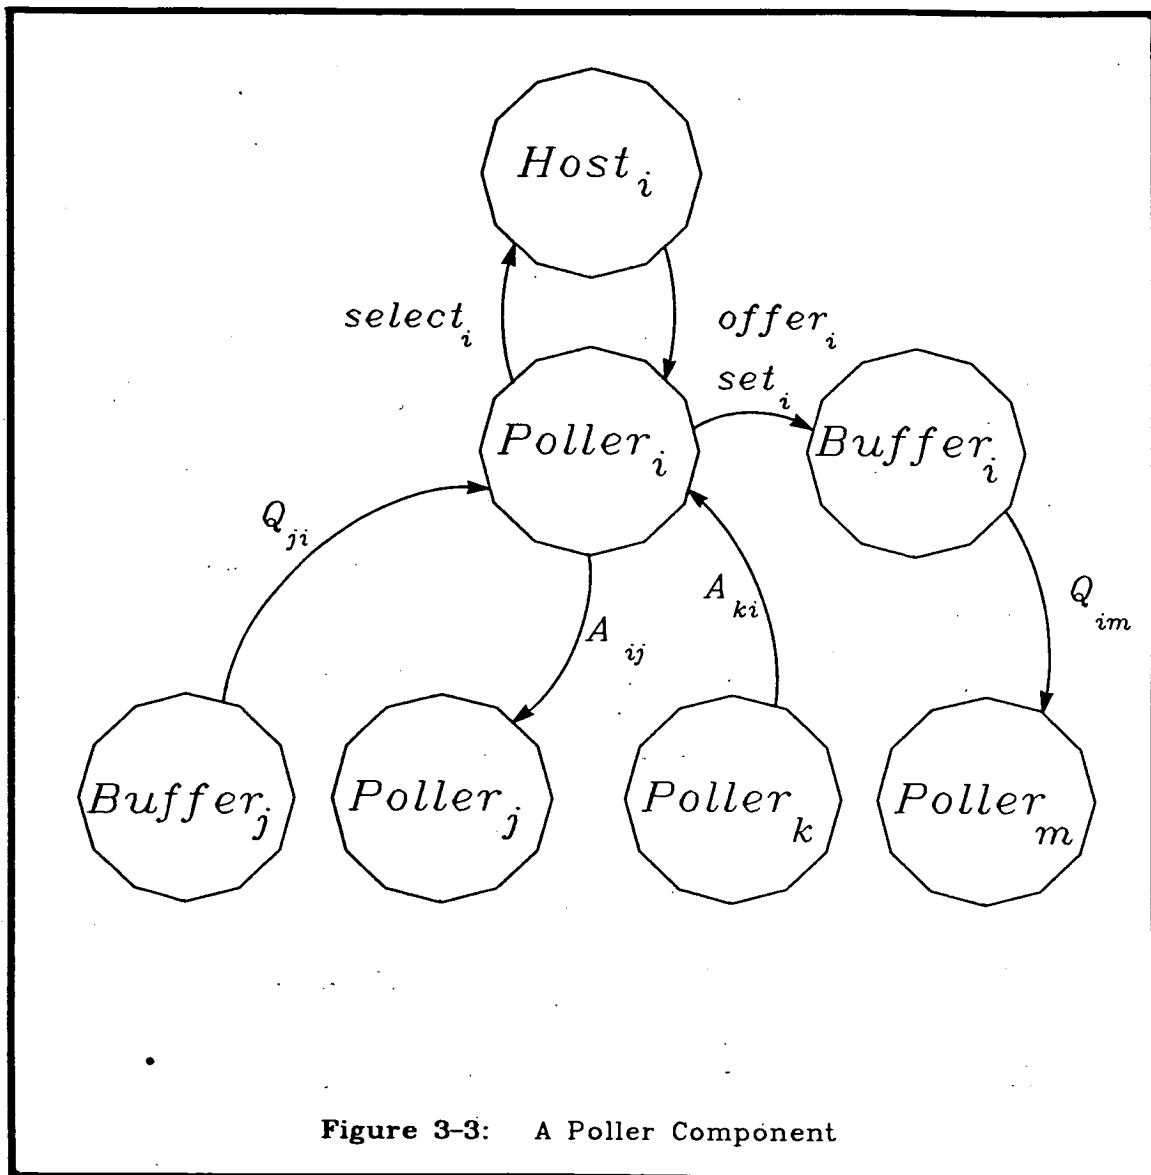 Host_i
select_i
offer_i
set_i
Poller_i
Buffer_i
Q_ji
A_ij
A_ki
Q_im
Buffer_j
Poller_j
Poller_k
Poller_m
Figure 3-3: A Poller Component